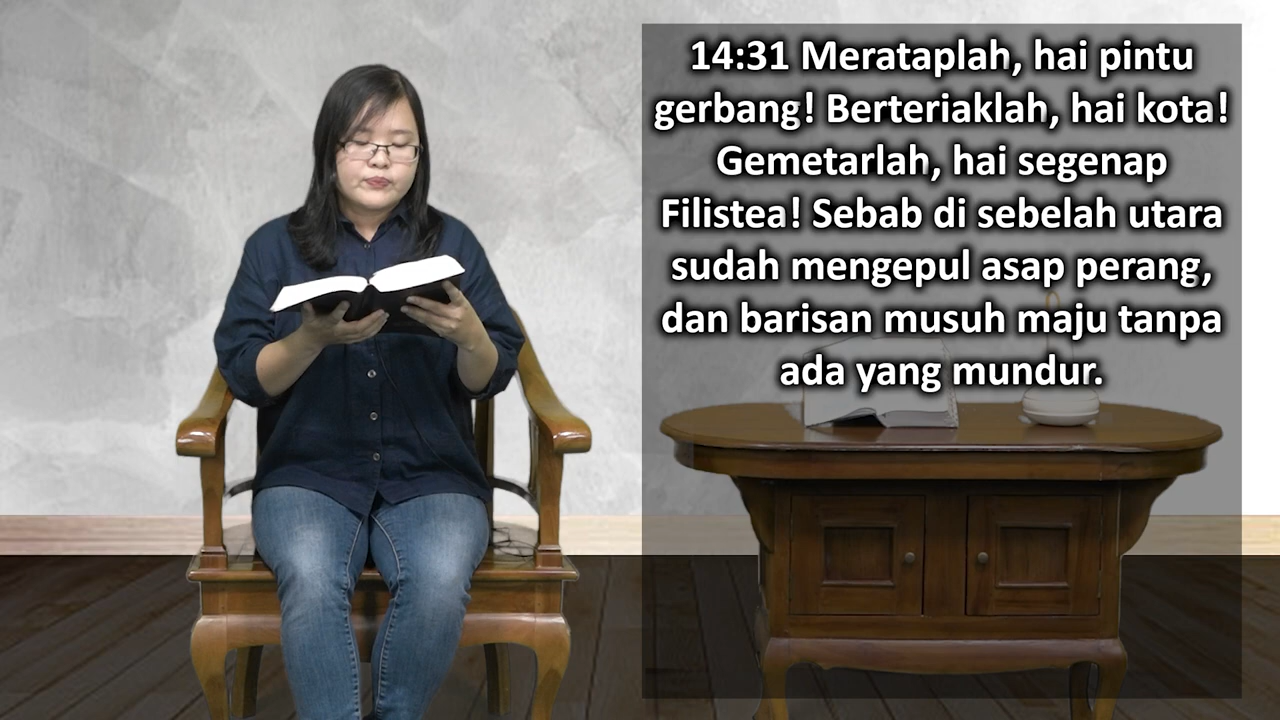 14:31 Merataplah, hai pintu
gerbang! Berteriaklah, hai kota!
Gemetarlah, hai segenap
Filistea! Sebab di sebelah utara
sudah mengepul asap perang,
dan barisan musuh maju tanpa
ada yang mundur.